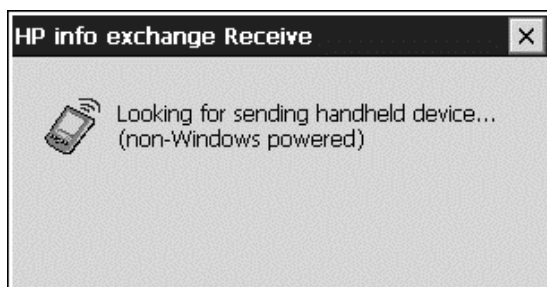 HP info exchange Receive
Looking for sending handheld device...
(non-Windows powered)